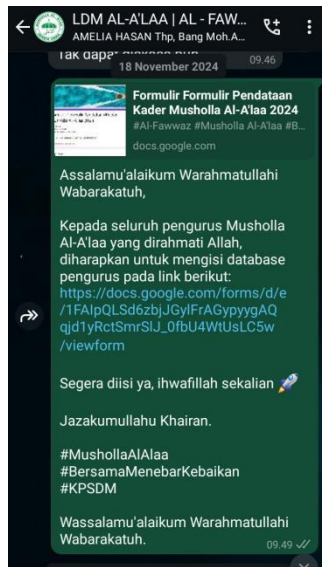 LDM AL-A'LAA | AL - FAW...
AMELIA HASAN Thp, Bang Moh.A...
Tak dapat
09.46
18 November 2024
Formulir Formulir Pendataan
Kader Musholla Al-A'laa 2024
#Al-Fawwaz #Musholla Al-A'laa #B...
docs.google.com
Assalamu'alaikum Warahmatullahi
Wabarakatuh,
Kepada seluruh pengurus Musholla
Al-A'laa yang dirahmati Allah,
diharapkan untuk mengisi database
pengurus pada link berikut:
https://docs.google.com/forms/d/e
/1FAIpQLSd6zbjJGylFrAGypyygAQ
qjd1yRctSmrSlJ_0fbU4WtUsLC5w
/viewform
Segera diisi ya, ihwafillah sekalian 🚀
Jazakumullahu Khairan.
#MushollaAlAlaa
#BersamaMenebarKebaikan
#KPSDM
Wassalamu'alaikum Warahmatullahi
Wabarakatuh.
09.49